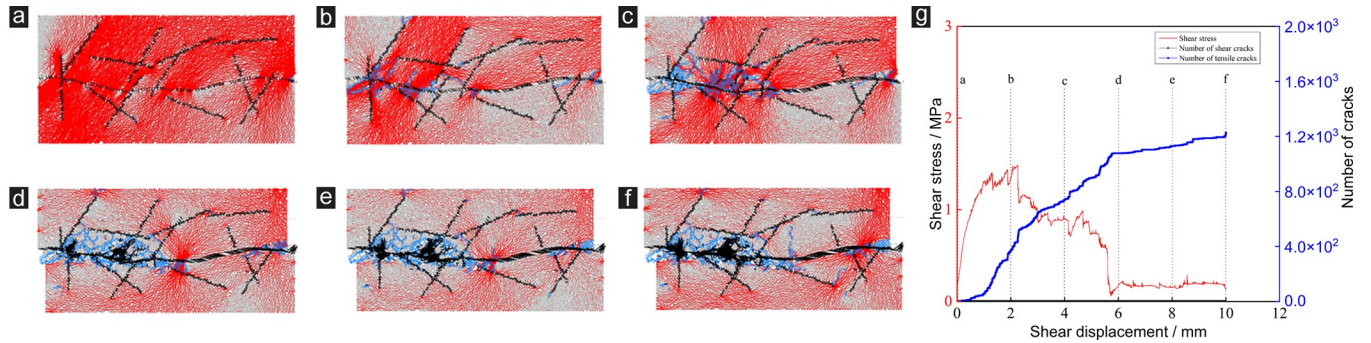 a
b
c
d
e
f
g
Shear stress
Number of shear cracks
Number of tensile cracks
a b c d e f
Shear stress / MPa
3
2
1
0
0 2 4 6 8 10 12
Shear displacement / mm
2.0×10³
1.6×10³
1.2×10³
8.0×10²
4.0×10²
0.0
Number of cracks